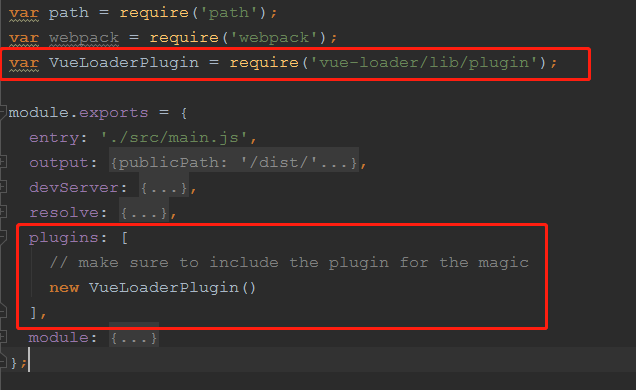 var path = require('path');
var webpack = require('webpack');
var VueLoaderPlugin = require('vue-loader/lib/plugin');
module.exports = {
entry: './src/main.js',
output: {publicPath: '/dist/'...},
devServer: {...},
resolve: {...},
plugins: [
// make sure to include the plugin for the magic
new VueLoaderPlugin()
],
module: {...}
};